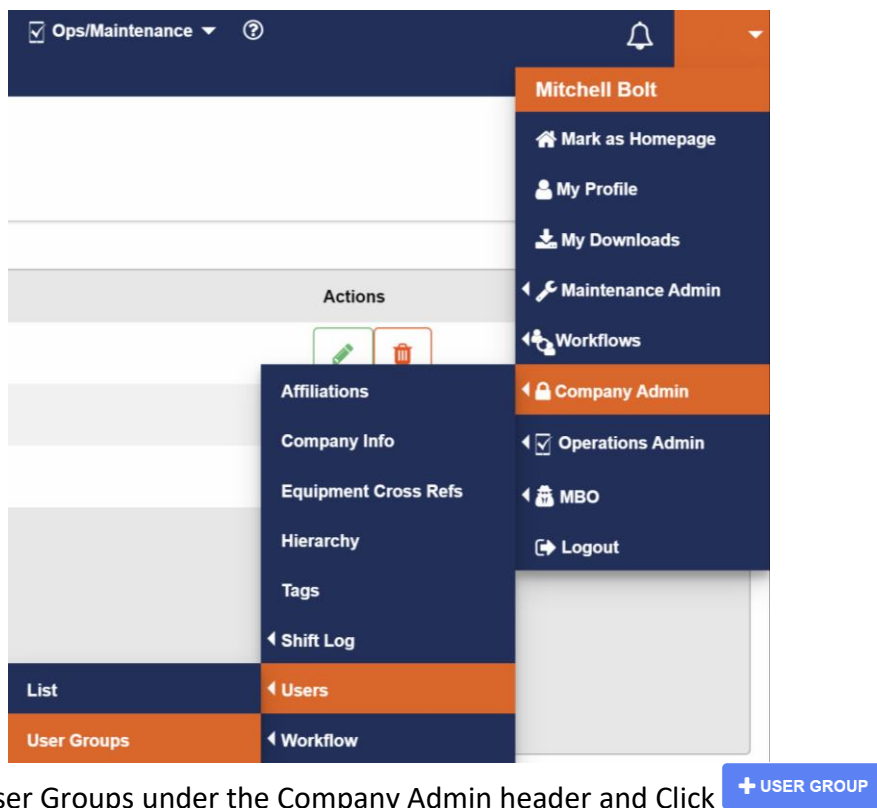 Ops/Maintenance
Mitchell Bolt
Mark as Homepage
My Profile
My Downloads
Actions
Maintenance Admin
Workflows
Affiliations
Company Admin
Company Info
Operations Admin
Equipment Cross Refs
MBO
Hierarchy
Logout
Tags
Shift Log
List
Users
User Groups
Workflow
ser Groups under the Company Admin header and Click + USER GROUP